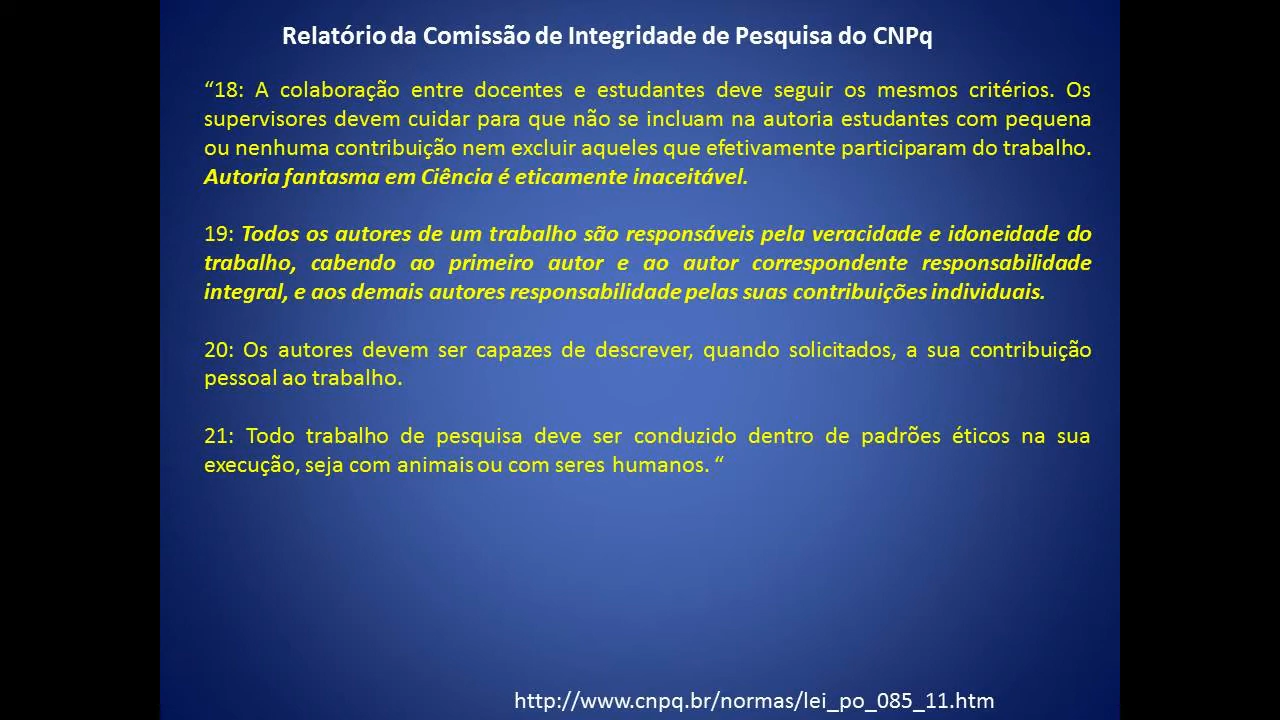 Relatório da Comissão de Integridade de Pesquisa do CNPq
“18: A colaboração entre docentes e estudantes deve seguir os mesmos critérios. Os
supervisores devem cuidar para que não se incluam na autoria estudantes com pequena
ou nenhuma contribuição nem excluir aqueles que efetivamente participaram do trabalho.
Autoria fantasma em Ciência é eticamente inaceitável.
19: Todos os autores de um trabalho são responsáveis pela veracidade e idoneidade do
trabalho, cabendo ao primeiro autor e ao autor correspondente responsabilidade
integral, e aos demais autores responsabilidade pelas suas contribuições individuais.
20: Os autores devem ser capazes de descrever, quando solicitados, a sua contribuição
pessoal ao trabalho.
21: Todo trabalho de pesquisa deve ser conduzido dentro de padrões éticos na sua
execução, seja com animais ou com seres humanos. “
http://www.cnpq.br/normas/lei_po_085_11.htm